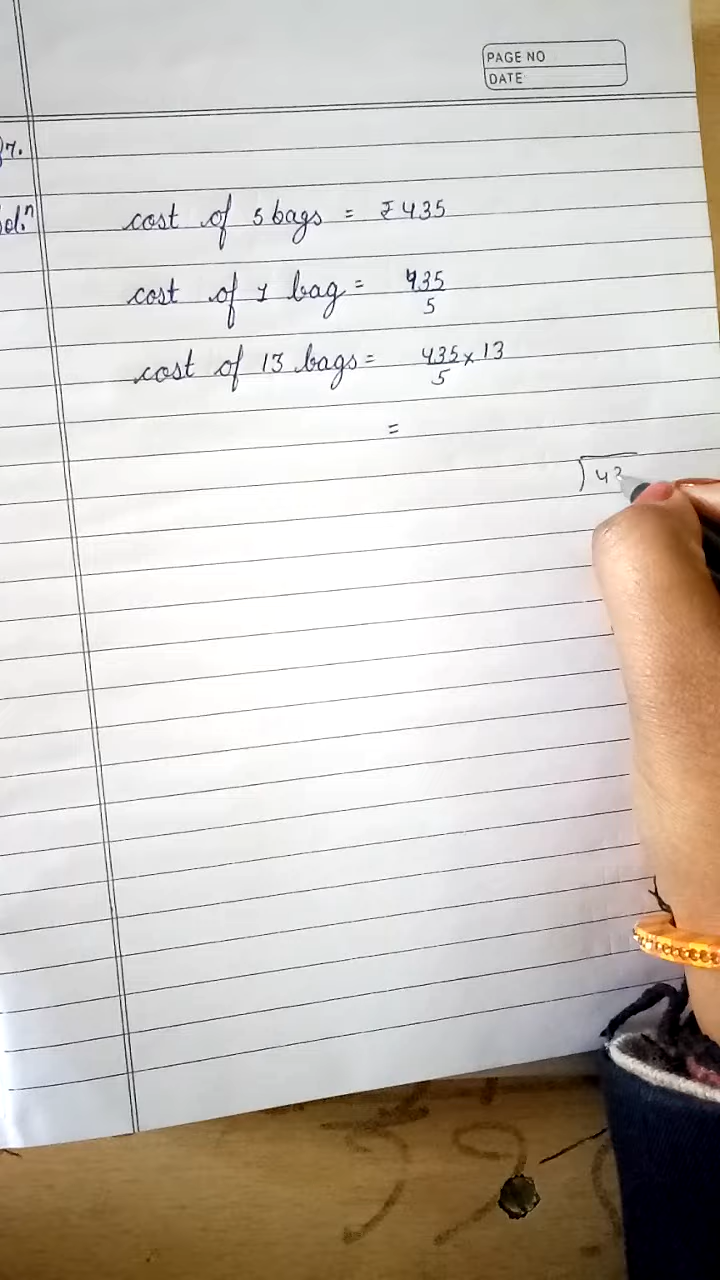 PAGE NO
DATE
7.
Sol.ⁿ cost of 5 bags = ₹ 435
cost of 1 bag = 435/5
cost of 13 bags = 435/5 x 13
=
)43